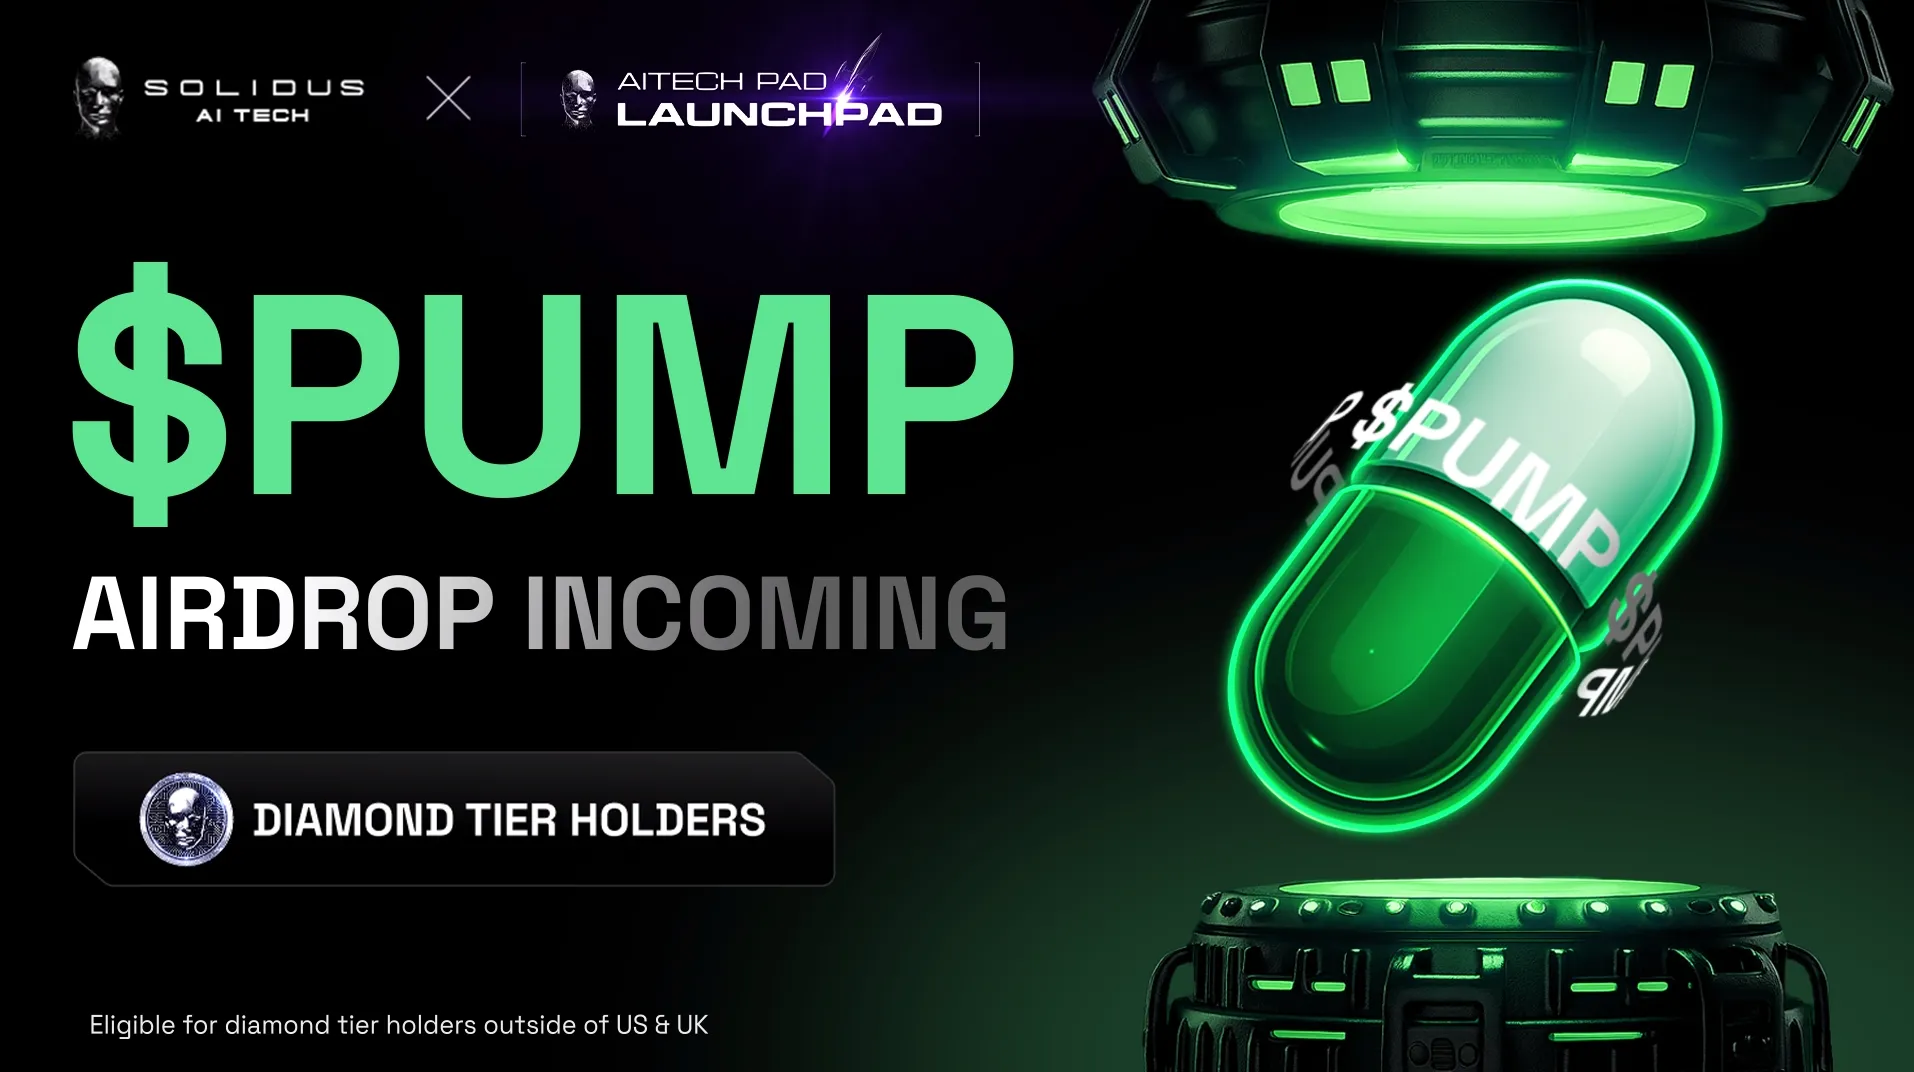 SOLIDUS
AI TECH
AITECH PAD
LAUNCHPAD
$PUMP
AIRDROP INCOMING
DIAMOND TIER HOLDERS
Eligible for diamond tier holders outside of US & UK
$PUMP